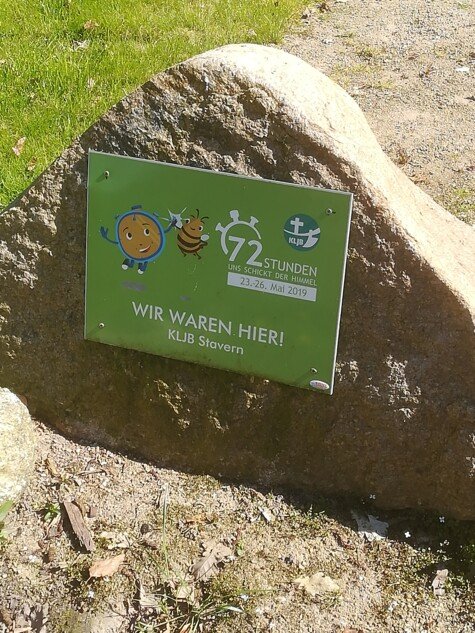 72 STUNDEN
UNS SCHICKT DER HIMMEL
23.-26. Mai 2019
KLJB
WIR WAREN HIER!
KLJB Stavern